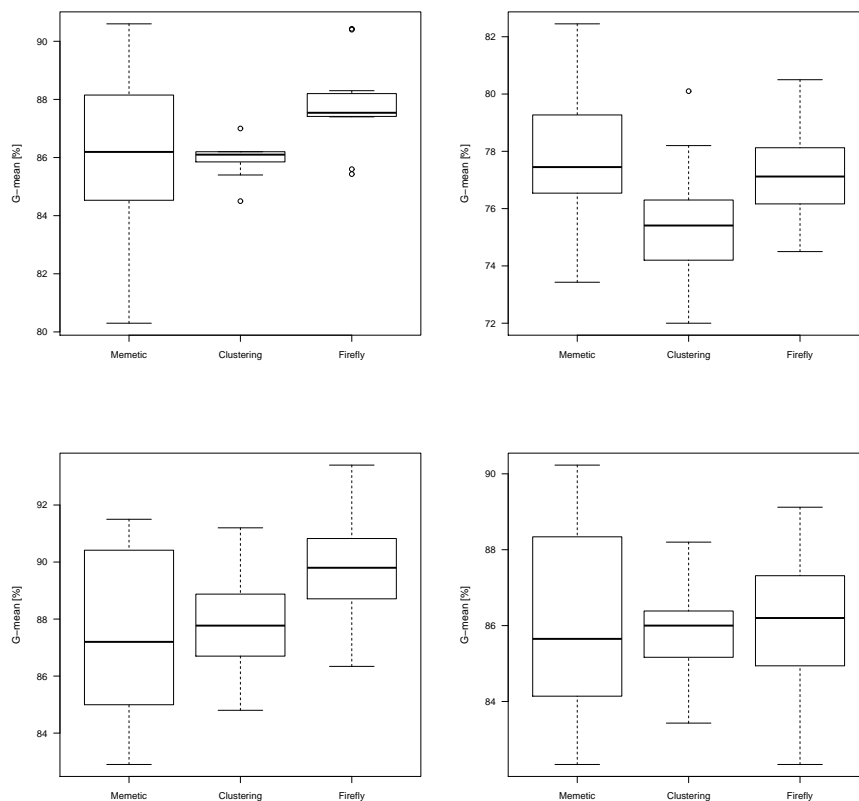 G−mean [%]
90
88
86
84
82
80
Memetic Clustering Firefly
G−mean [%]
82
80
78
76
74
72
Memetic Clustering Firefly
G−mean [%]
92
90
88
86
84
Memetic Clustering Firefly
G−mean [%]
90
88
86
84
Memetic Clustering Firefly